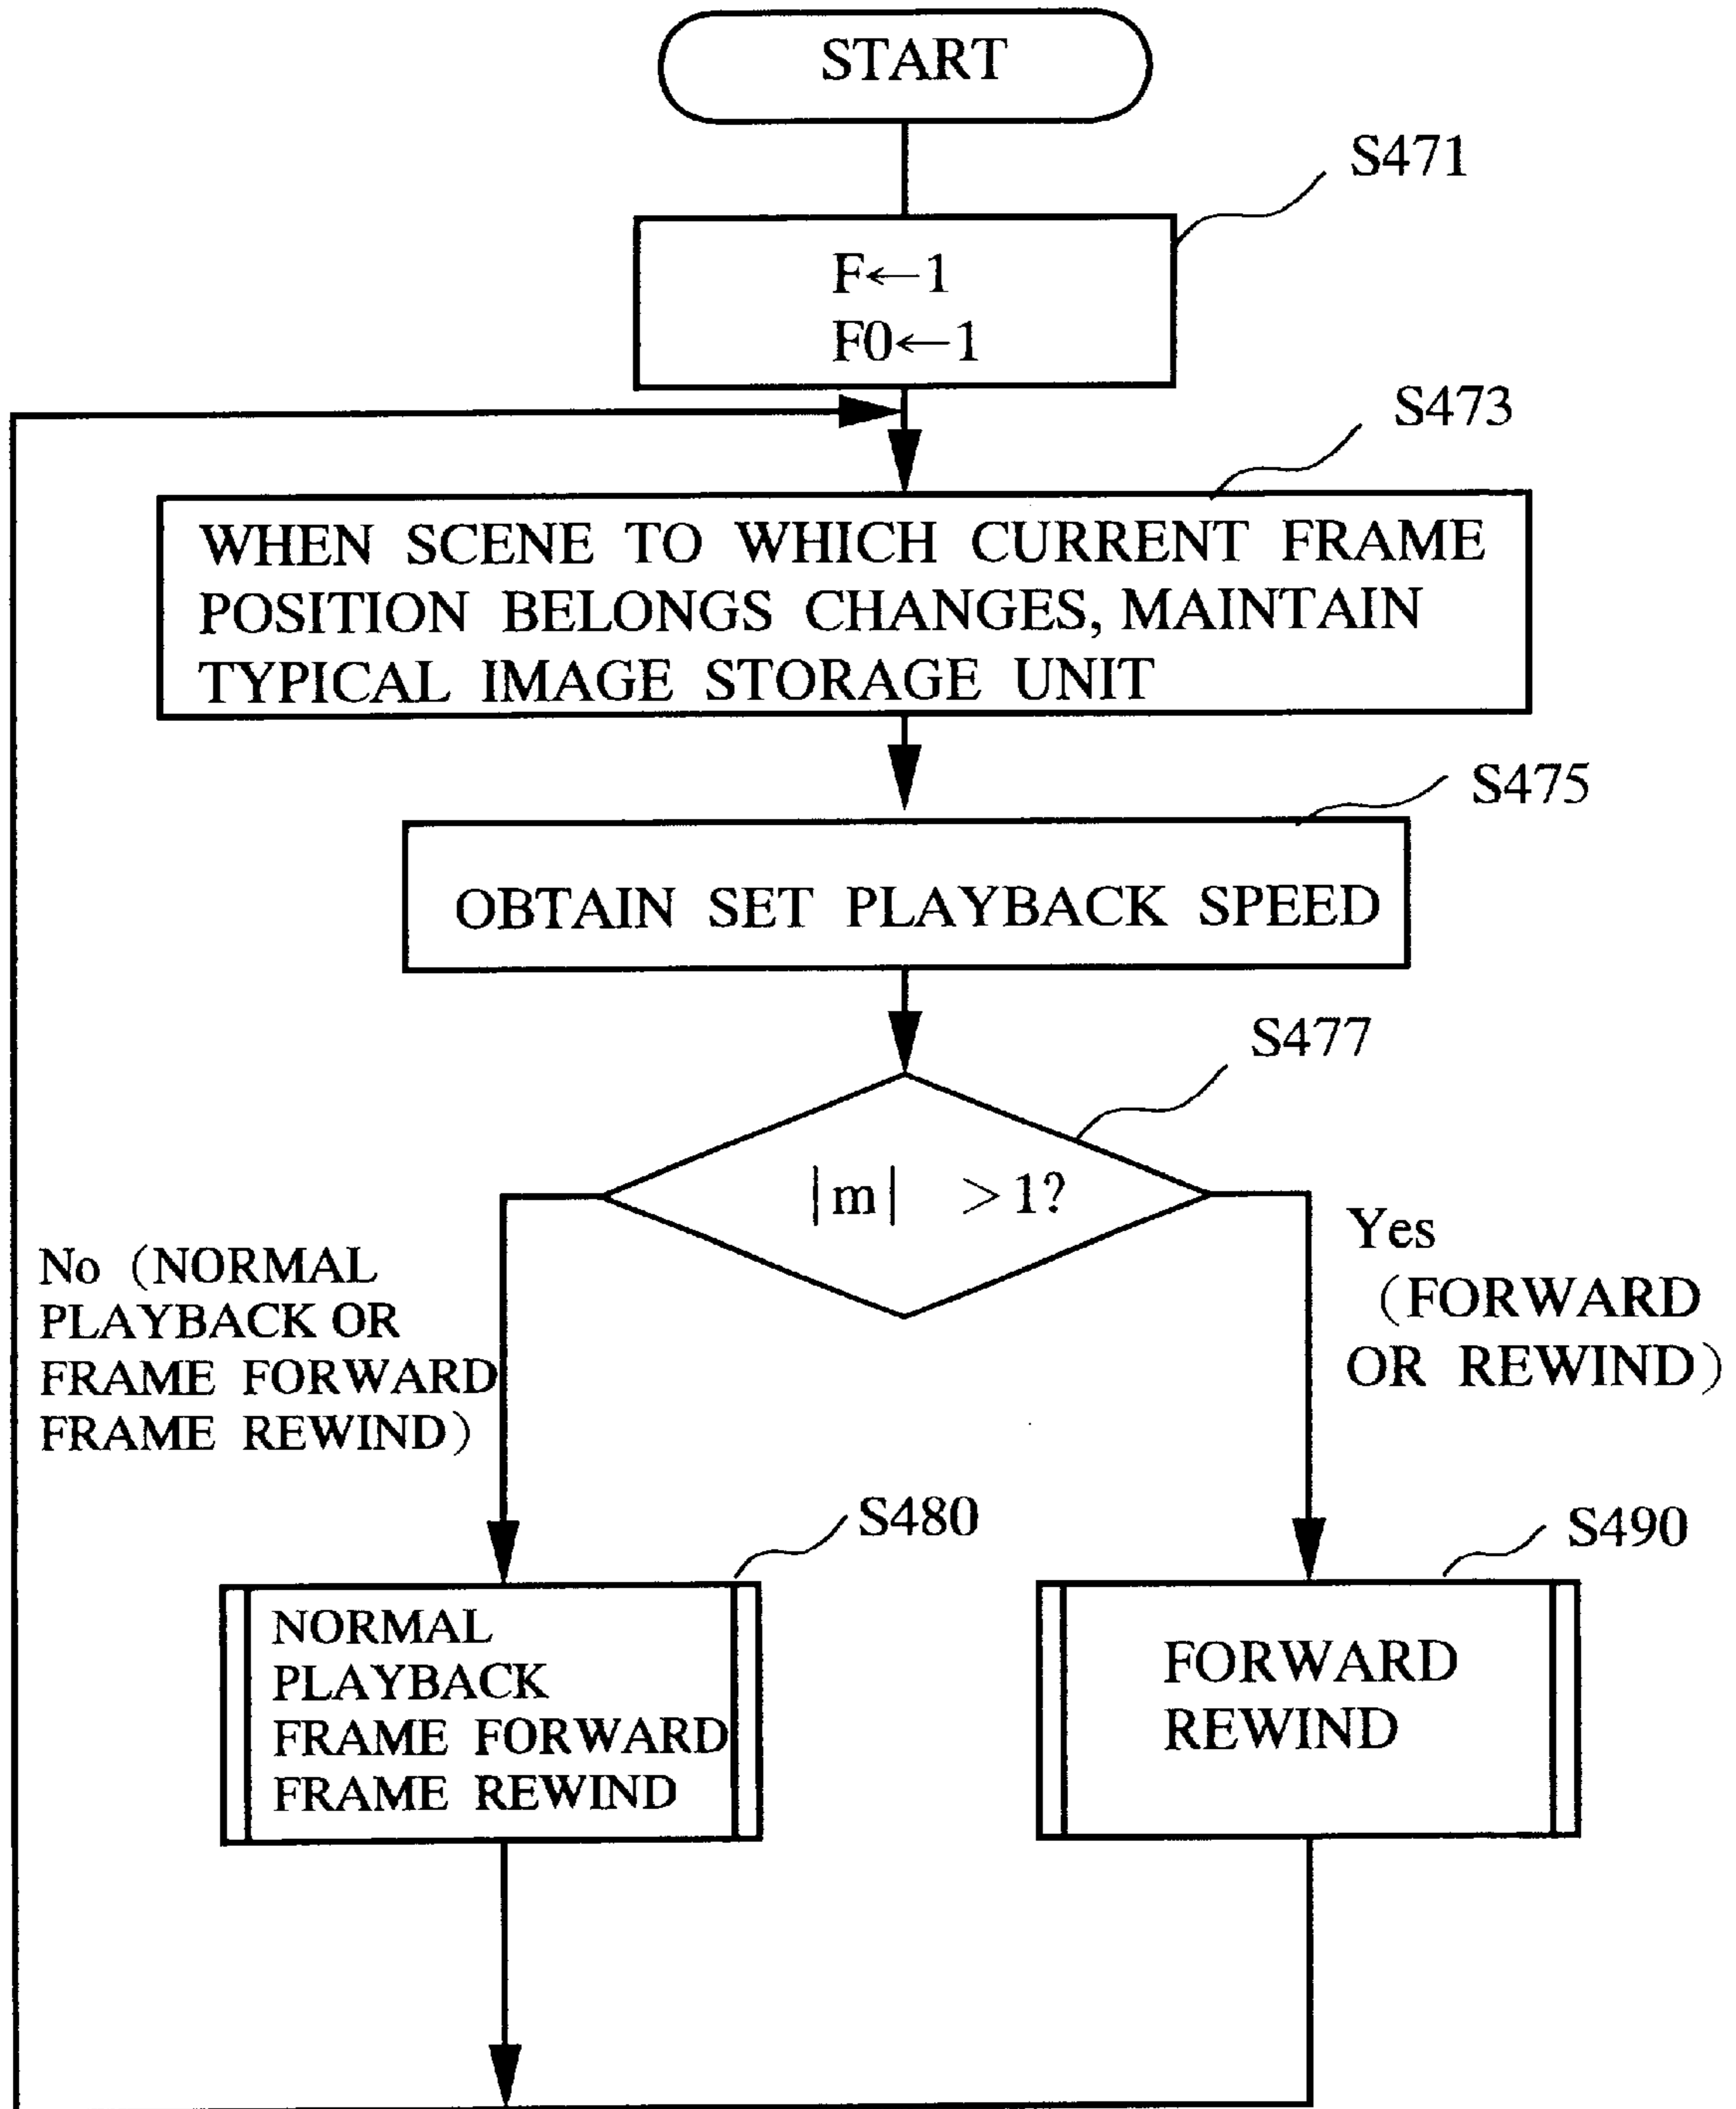 START
S471
F←1
F0←1
S473
WHEN SCENE TO WHICH CURRENT FRAME
POSITION BELONGS CHANGES, MAINTAIN
TYPICAL IMAGE STORAGE UNIT
S475
OBTAIN SET PLAYBACK SPEED
S477
|m| >1?
No (NORMAL
PLAYBACK OR
FRAME FORWARD
FRAME REWIND)
Yes
(FORWARD
OR REWIND)
S480
NORMAL
PLAYBACK
FRAME FORWARD
FRAME REWIND
S490
FORWARD
REWIND